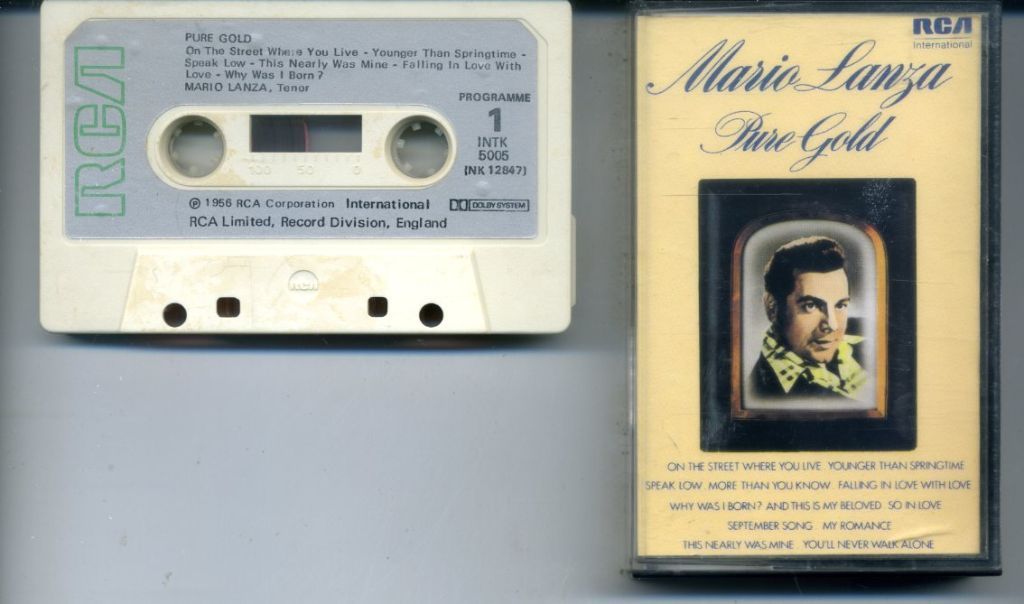 RCA
PURE GOLD
On The Street Where You Live - Younger Than Springtime -
Speak Low - This Nearly Was Mine - Falling In Love With
Love - Why Was I Born?
MARIO LANZA, Tenor
PROGRAMME
1
INTK
5005
(NK 12847)
100 50 0
℗ 1956 RCA Corporation International DOLBY SYSTEM
RCA Limited, Record Division, England
RCA
RCA
International
Mario Lanza
Pure Gold
ON THE STREET WHERE YOU LIVE YOUNGER THAN SPRINGTIME
SPEAK LOW MORE THAN YOU KNOW FALLING IN LOVE WITH LOVE
WHY WAS I BORN? AND THIS IS MY BELOVED SO IN LOVE
SEPTEMBER SONG MY ROMANCE
THIS NEARLY WAS MINE YOU'LL NEVER WALK ALONE